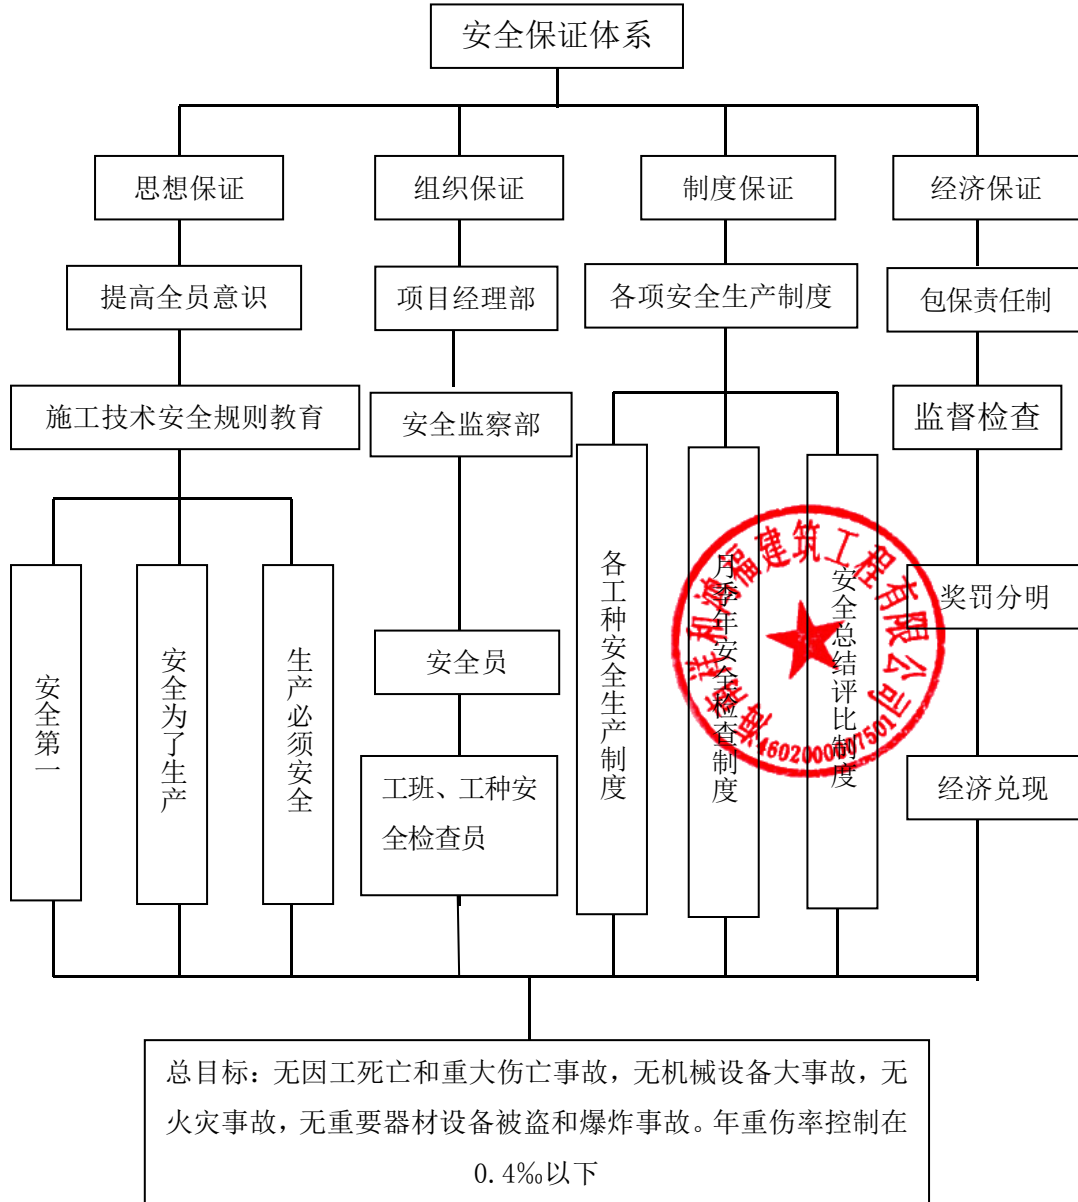 安全保证体系
思想保证
组织保证
制度保证
经济保证
提高全员意识
项目经理部
各项安全生产制度
包保责任制
施工技术安全规则教育
安全监察部
监督检查
安全第一
安全为了生产
生产必须安全
安全员
工班、工种安
全检查员
各工种安全生产制度
月季年安全检查制度
安全总结评比制度
奖罚分明
经济兑现
总目标：无因工死亡和重大伤亡事故，无机械设备大事故，无
火灾事故，无重要器材设备被盗和爆炸事故。年重伤率控制在
0.4‰以下